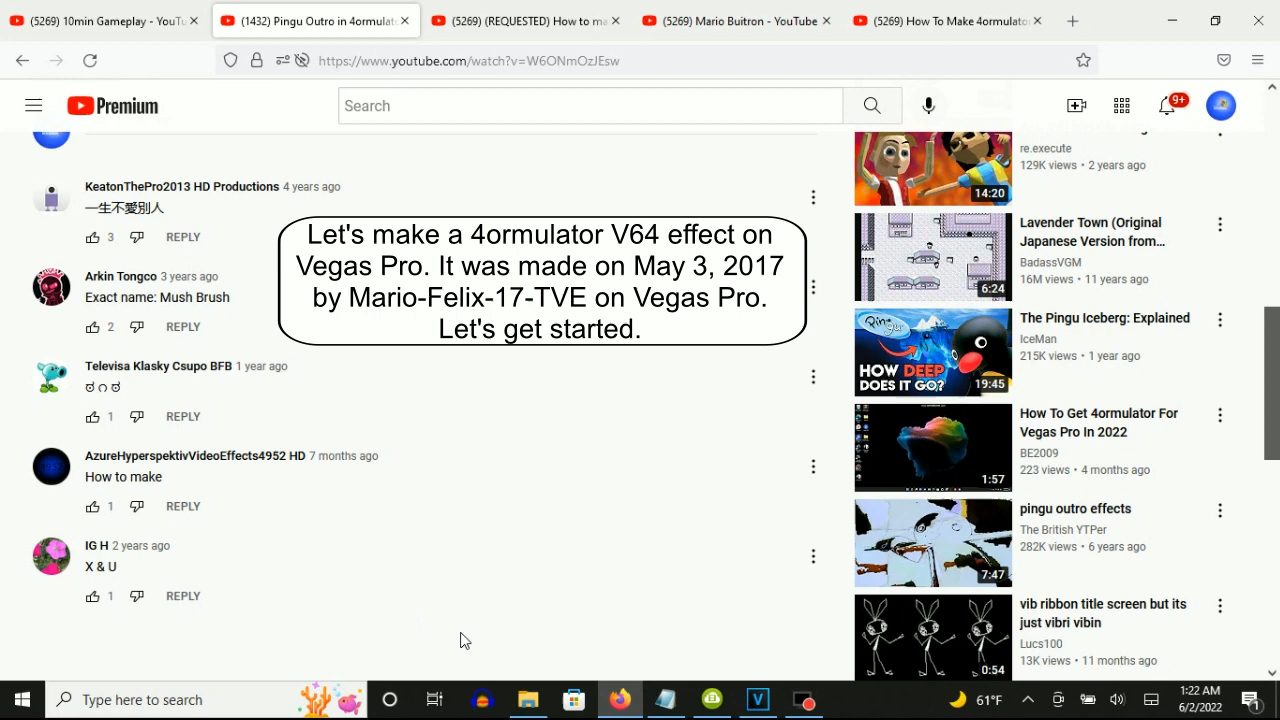 (5269) 10min Gameplay - YouTu
(1432) Pingu Outro in 4ormulato
(5269) (REQUESTED) How to ma
(5269) Mario Buitron - YouTube
(5269) How To Make 4ormulator
https://www.youtube.com/watch?v=W6ONmOzJEsw
Premium
Search
9+
KeatonThePro2013 HD Productions 4 years ago
一生不愛別人
3 REPLY
Arkin Tongco 3 years ago
Exact name: Mush Brush
2 REPLY
Televisa Klasky Csupo BFB 1 year ago
ಠ ೧ ಠ
1 REPLY
AzureHyperspektivVideoEffects4952 HD 7 months ago
How to make
1 REPLY
IG H 2 years ago
X & U
1 REPLY
Let's make a 4ormulator V64 effect on
Vegas Pro. It was made on May 3, 2017
by Mario-Felix-17-TVE on Vegas Pro.
Let's get started.
14:20
re.execute
129K views • 2 years ago
6:24
Lavender Town (Original
Japanese Version from...
BadassVGM
16M views • 11 years ago
Pingu
HOW DEEP
DOES IT GO?
19:45
The Pingu Iceberg: Explained
IceMan
215K views • 1 year ago
1:57
How To Get 4ormulator For
Vegas Pro In 2022
BE2009
223 views • 4 months ago
7:47
pingu outro effects
The British YTPer
282K views • 6 years ago
0:54
vib ribbon title screen but its
just vibri vibin
Lucs100
13K views • 11 months ago
Type here to search
V
61°F
1:22 AM
6/2/2022
1